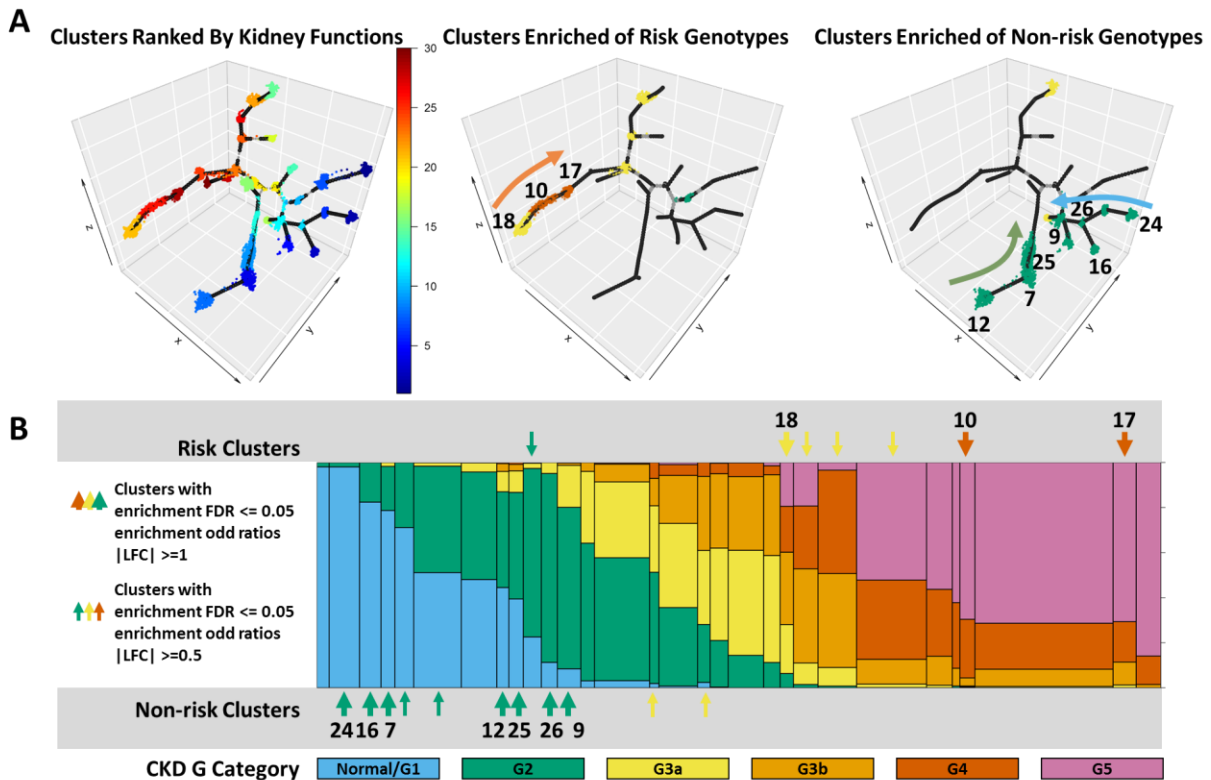 A
Clusters Ranked By Kidney Functions
Clusters Enriched of Risk Genotypes
Clusters Enriched of Non-risk Genotypes
30
25
20
15
10
5
z
x
y
18
10
17
z
x
y
12
7
25
9
26
16
24
z
x
y
B
Risk Clusters
18
10
17
Clusters with
enrichment FDR <= 0.05
enrichment odd ratios
|LFC| >=1
Clusters with
enrichment FDR <= 0.05
enrichment odd ratios
|LFC| >=0.5
Non-risk Clusters
24 16 7 12 25 26 9
CKD G Category
Normal/G1
G2
G3a
G3b
G4
G5